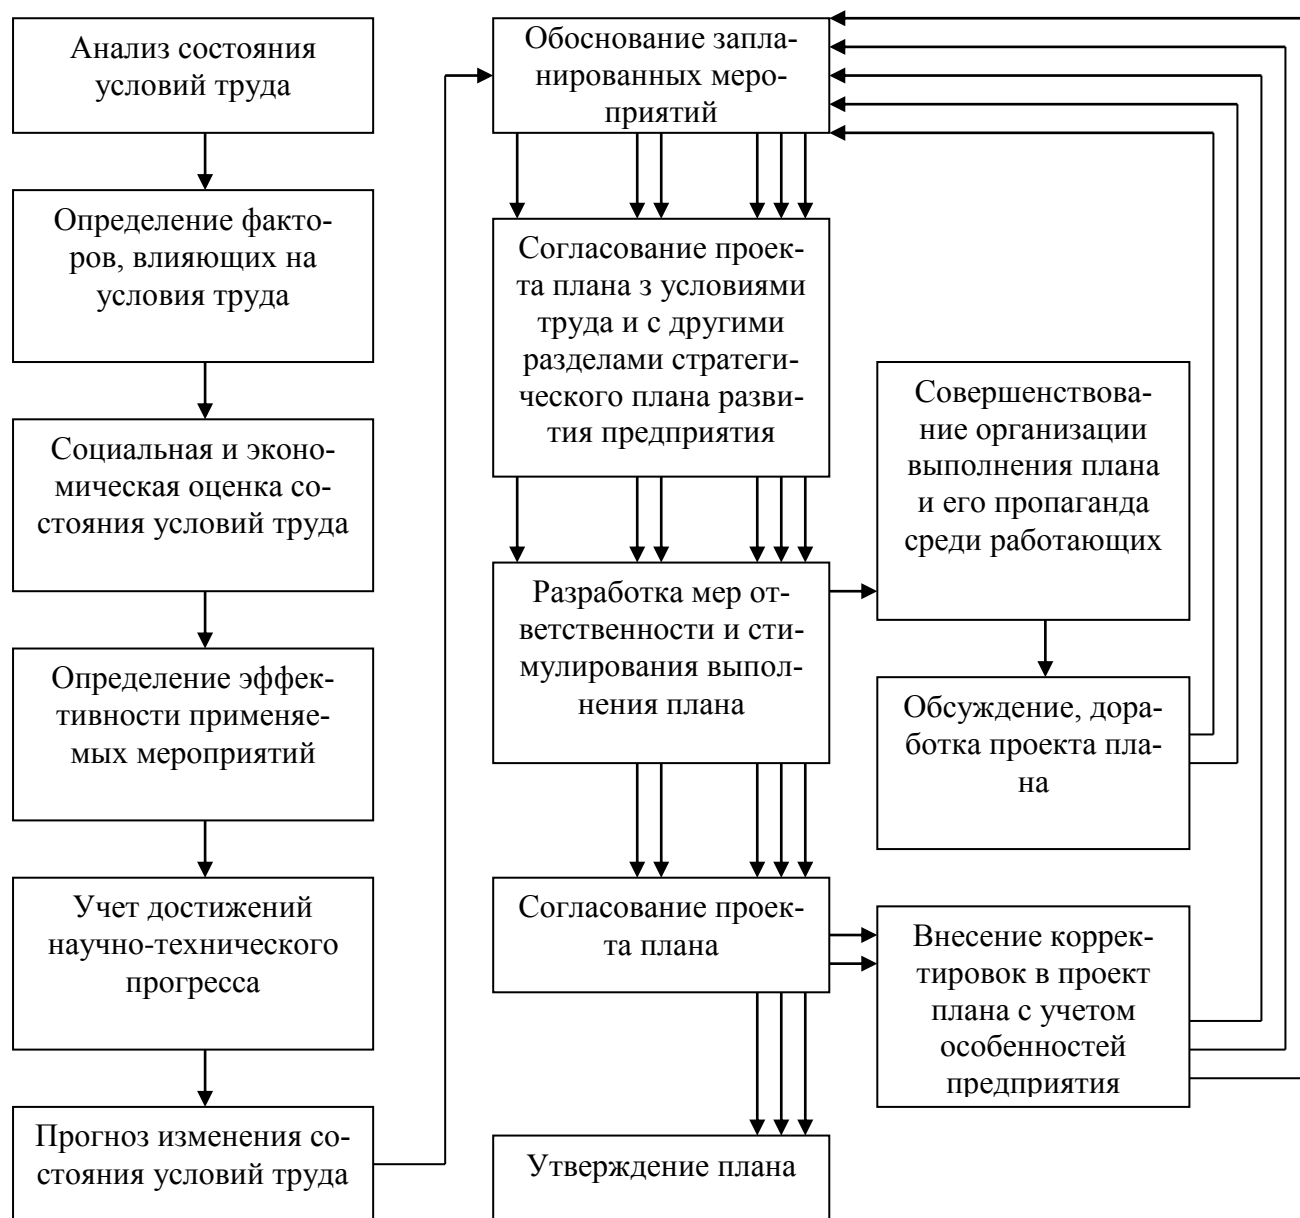 Анализ состояния
условий труда
Определение факто-
ров, влияющих на
условия труда
Социальная и эконо-
мическая оценка со-
стояния условий труда
Определение эффек-
тивности применяе-
мых мероприятий
Учет достижений
научно-технического
прогресса
Прогноз изменения со-
стояния условий труда
Обоснование запла-
нированных меро-
приятий
Согласование проек-
та плана з условиями
труда и с другими
разделами стратеги-
ческого плана разви-
тия предприятия
Разработка мер от-
ветственности и сти-
мулирования выпол-
нения плана
Согласование проек-
та плана
Утверждение плана
Совершенствова-
ние организации
выполнения плана
и его пропаганда
среди работающих
Обсуждение, дора-
ботка проекта пла-
на
Внесение коррек-
тировок в проект
плана с учетом
особенностей
предприятия